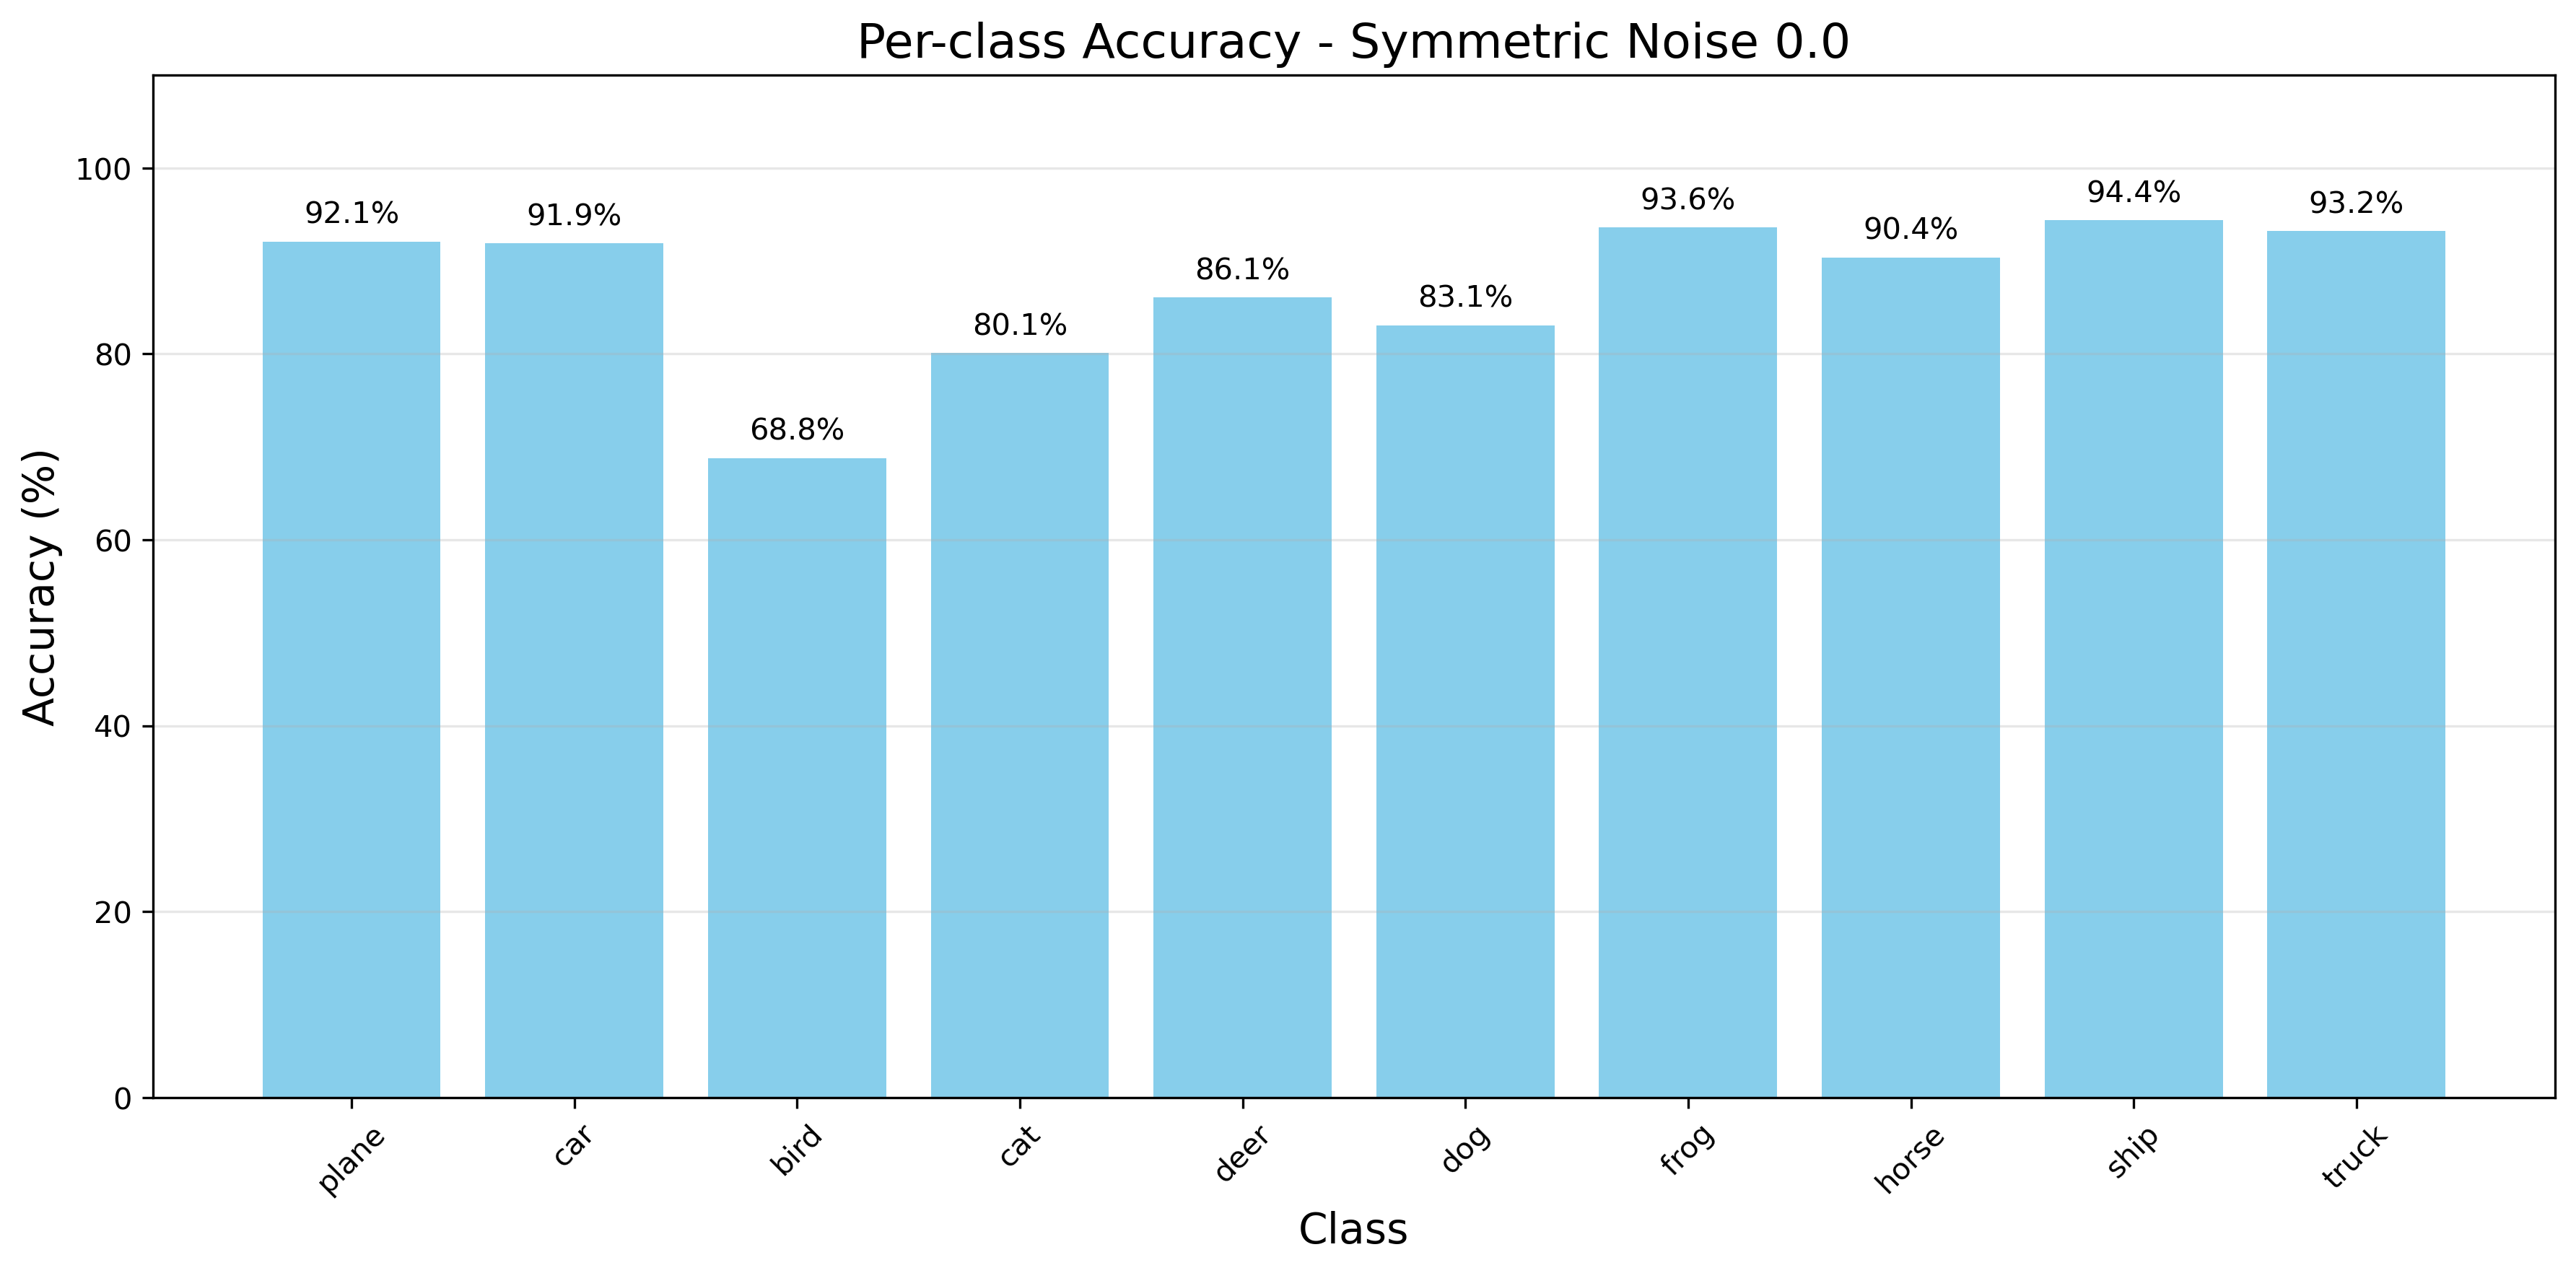 Per-class Accuracy - Symmetric Noise 0.0
Accuracy (%)
100
80
60
40
20
0
92.1%
91.9%
68.8%
80.1%
86.1%
83.1%
93.6%
90.4%
94.4%
93.2%
plane
car
bird
cat
deer
dog
frog
horse
ship
truck
Class